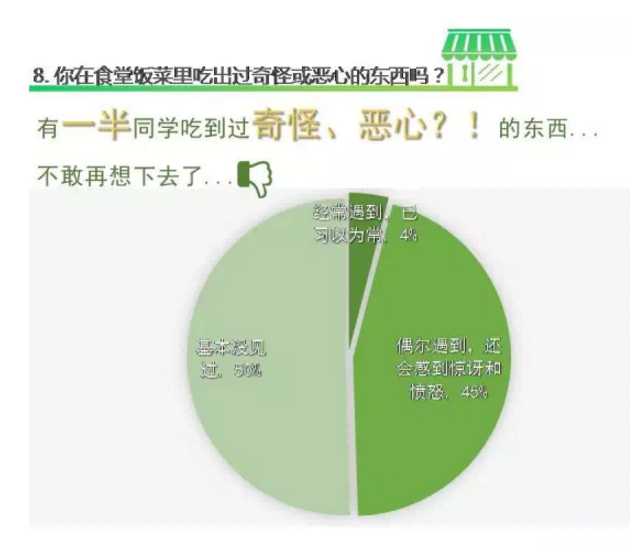 8. 你在食堂饭菜里吃出过奇怪或恶心的东西吗？
有一半同学吃到过奇怪、恶心？！的东西...
不敢再想下去了...
经常遇到，已
习以为常，4%
基本没见
过，50%
偶尔遇到，还
会感到惊讶和
愤怒，45%